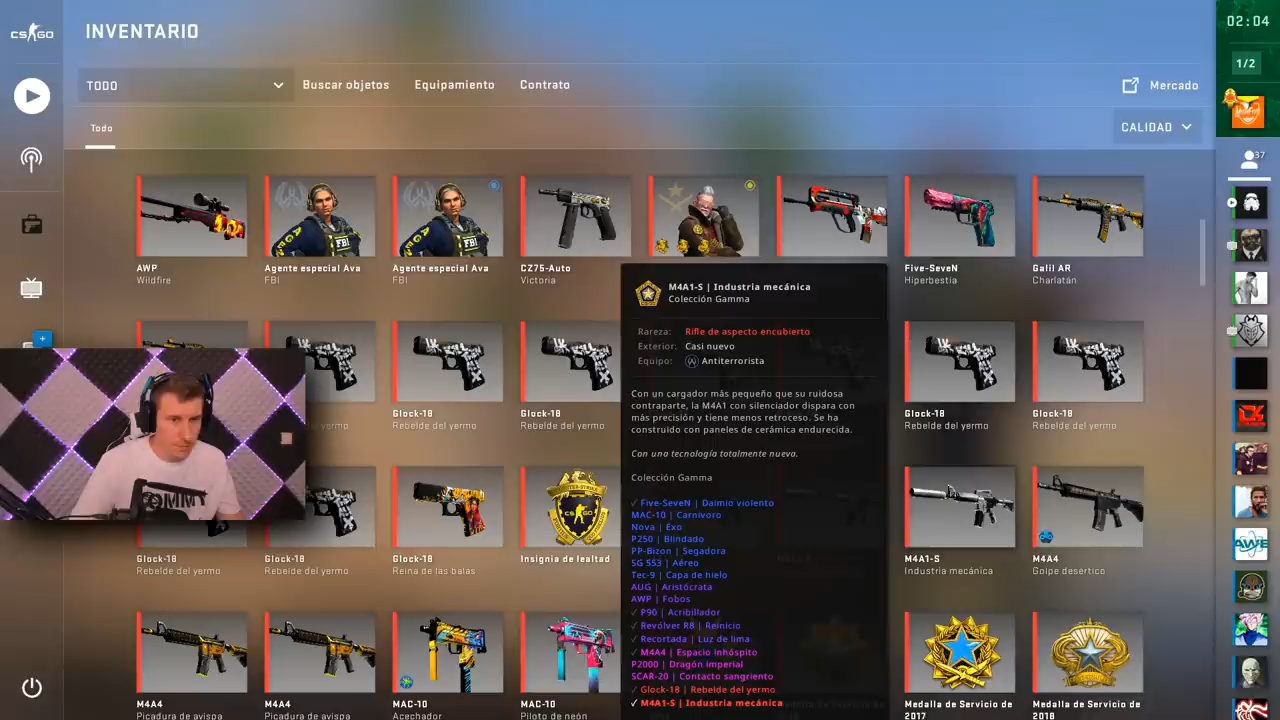 CS:GO
INVENTARIO
02:04
1/2
TODO
Buscar objetos
Equipamiento
Contrato
Mercado
Todo
CALIDAD
37
AWP
Wildfire
Agente especial Ava
FBI
Agente especial Ava
FBI
CZ75-Auto
Victoria
Five-SeveN
Hiperbestia
Galil AR
Charlatán
M4A1-S | Industria mecánica
Colección Gamma
Rareza: Rifle de aspecto encubierto
Exterior: Casi nuevo
Equipo: Antiterrorista
Con un cargador más pequeño que su ruidosa
contraparte, la M4A1 con silenciador dispara con
más precisión y tiene menos retroceso. Se ha
construido con paneles de cerámica endurecida.
Con una tecnología totalmente nueva.
Colección Gamma
✓ Five-SeveN | Daimio violento
MAC-10 | Carnívoro
Nova | Exo
P250 | Blindado
PP-Bizon | Segadora
SG 553 | Aéreo
Tec-9 | Capa de hielo
AUG | Aristócrata
AWP | Fobos
✓ P90 | Acribillador
✓ Revólver R8 | Reinicio
✓ Recortada | Luz de lima
✓ M4A4 | Espacio inhóspito
P2000 | Dragón imperial
SCAR-20 | Contacto sangriento
✓ Glock-18 | Rebelde del yermo
✓ M4A1-S | Industria mecánica
Glock-18
Rebelde del yermo
Glock-18
Rebelde del yermo
Glock-18
Rebelde del yermo
Glock-18
Rebelde del yermo
Glock-18
Rebelde del yermo
Glock-18
Rebelde del yermo
Glock-18
Rebelde del yermo
Glock-18
Reina de las balas
Insignia de lealtad
M4A1-S
Industria mecánica
M4A4
Golpe desértico
M4A4
Picadura de avispa
M4A4
Picadura de avispa
MAC-10
Acechador
MAC-10
Piloto de neón
Medalla de Servicio de
2017
Medalla de Servicio de
2018